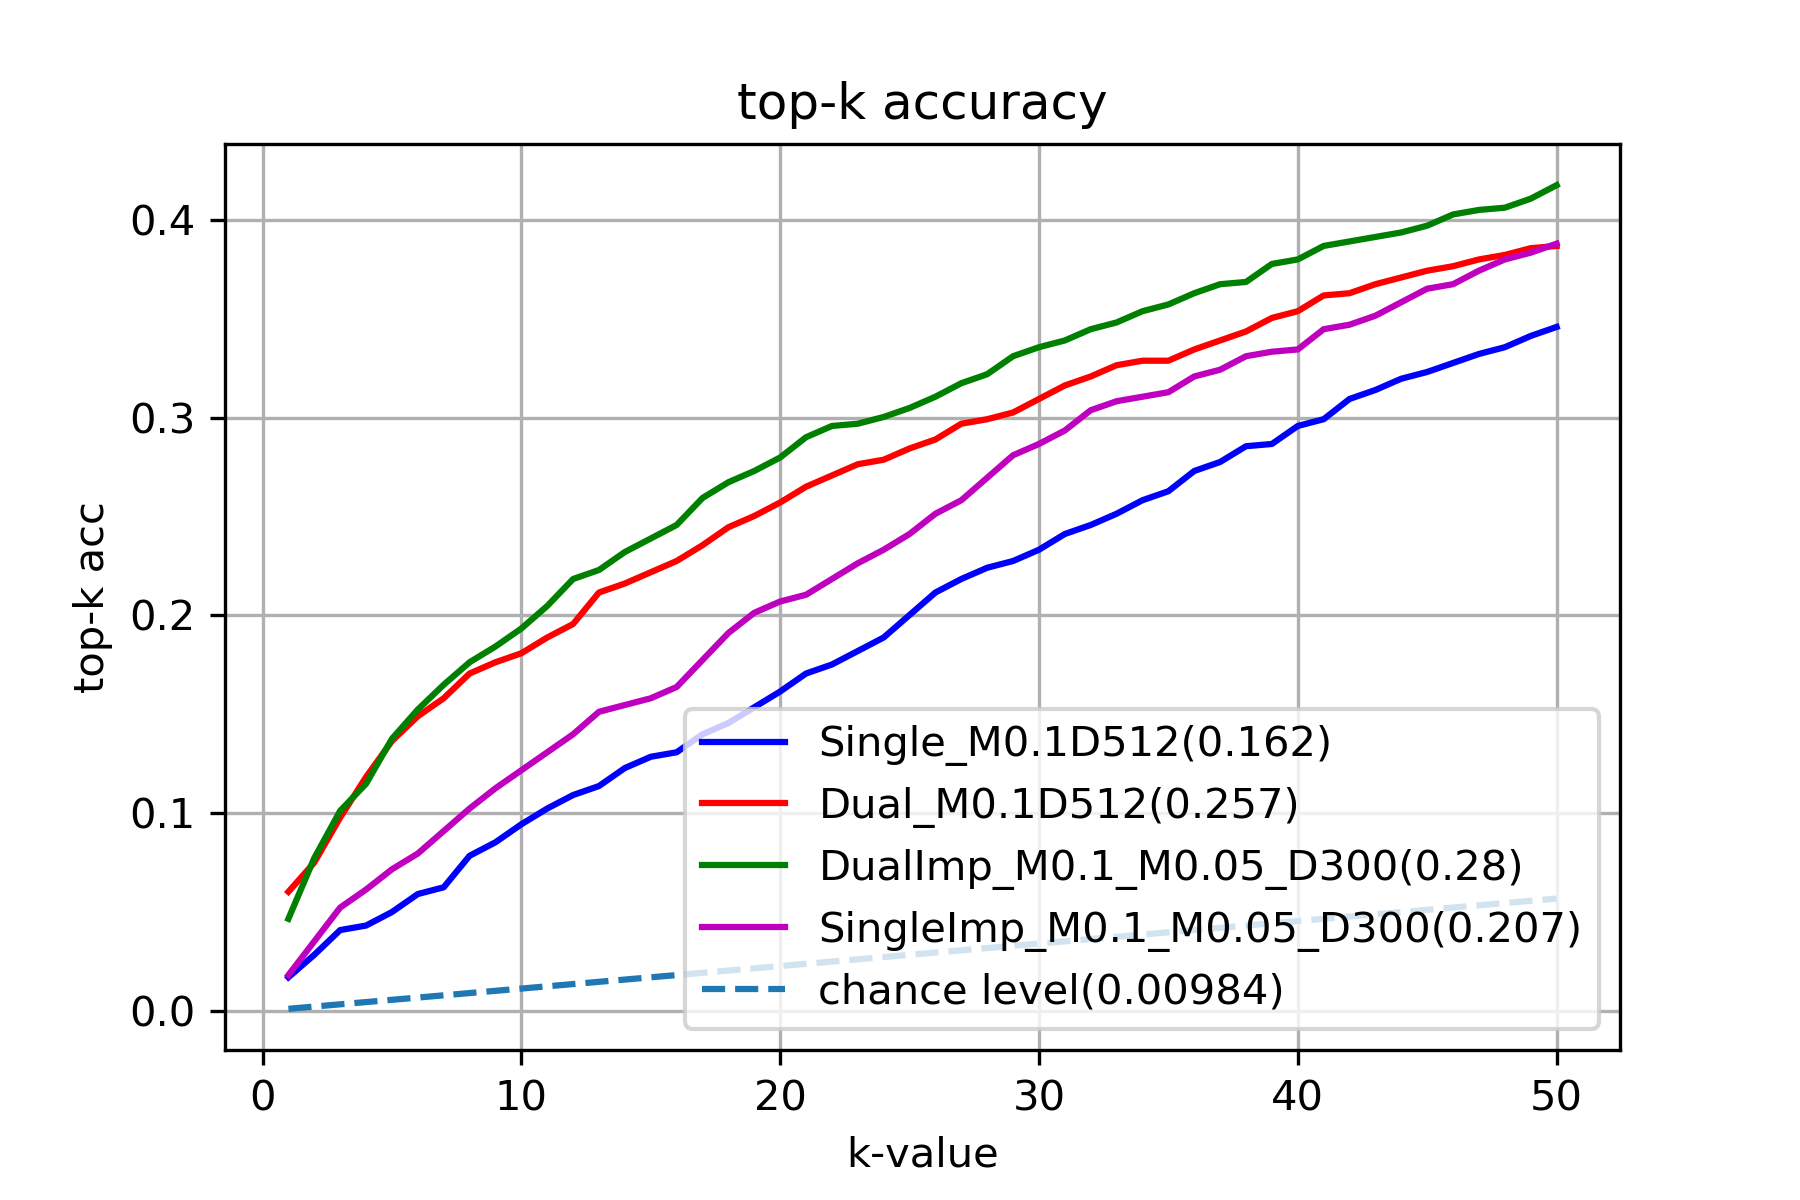 top-k accuracy
0.4
0.3
0.2
0.1
0.0
top-k acc
Single_M0.1D512(0.162)
Dual_M0.1D512(0.257)
DualImp_M0.1_M0.05_D300(0.28)
SingleImp_M0.1_M0.05_D300(0.207)
chance level(0.00984)
0 10 20 30 40 50
k-value